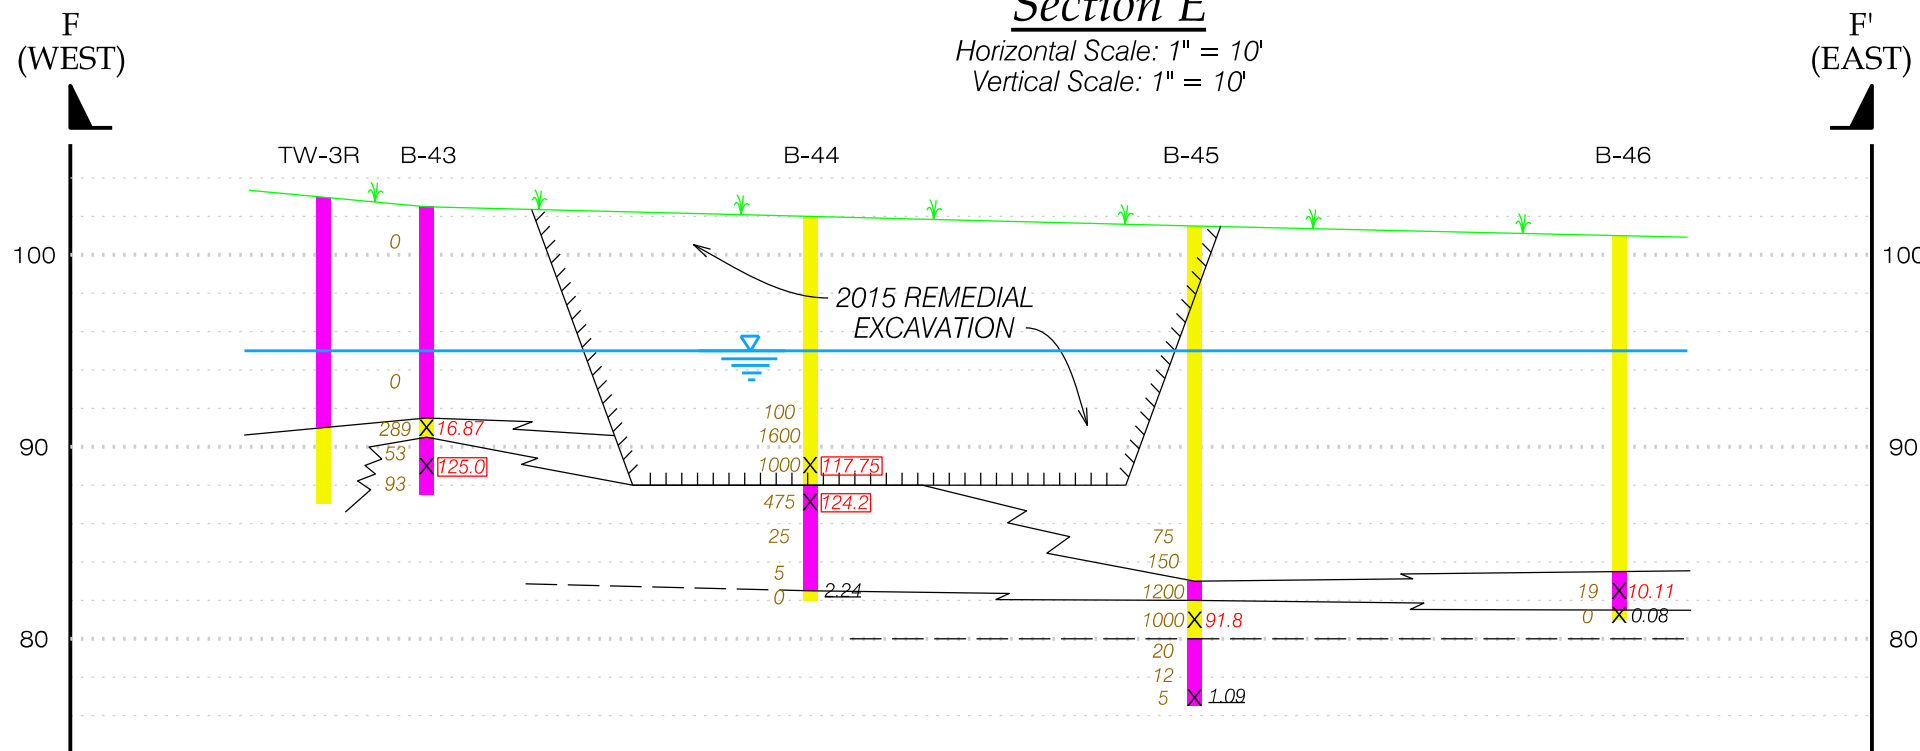 Section E
Horizontal Scale: 1" = 10'
Vertical Scale: 1" = 10'
F
(WEST)
F'
(EAST)
TW-3R
B-43
B-44
B-45
B-46
0
100
100
2015 REMEDIAL
EXCAVATION
0
100
289
16.87
1600
90
53
90
1000
117.75
125.0
93
475
124.2
25
75
150
5
0
2.24
1200
19
10.11
1000
91.8
0
0.08
80
80
20
12
5
1.09